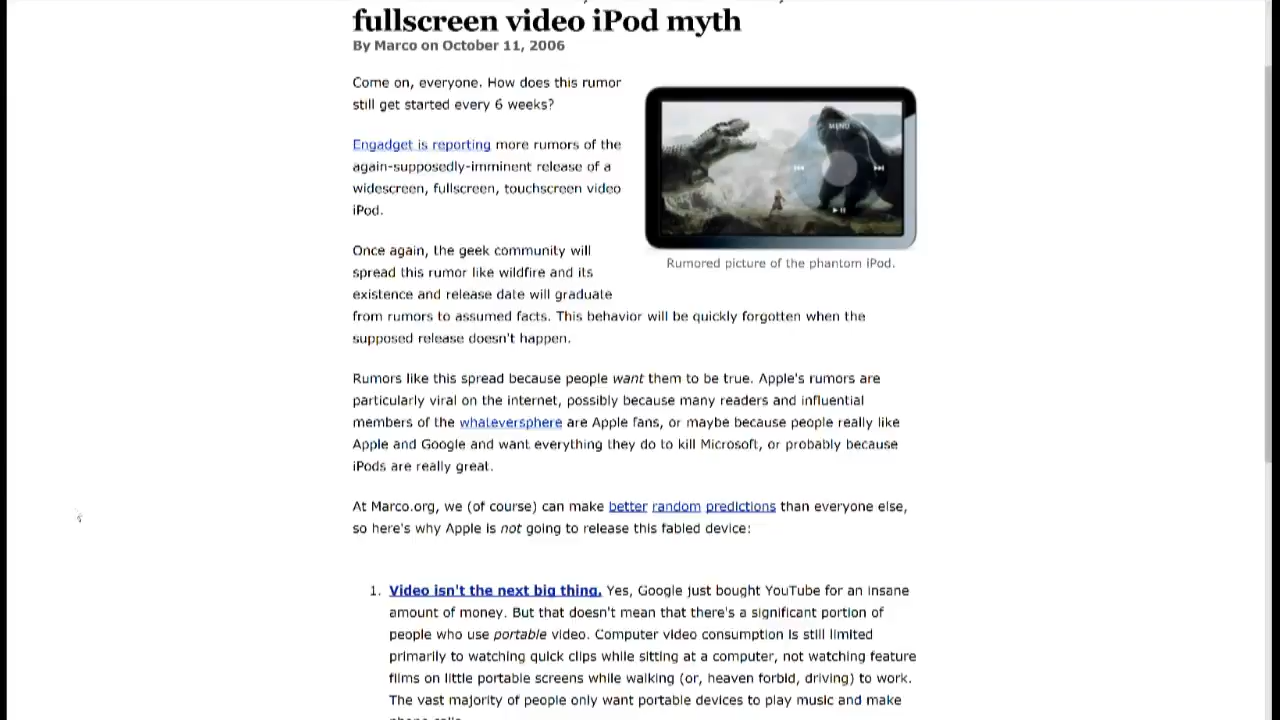 fullscreen video iPod myth
By Marco on October 11, 2006
Come on, everyone. How does this rumor
still get started every 6 weeks?
Engadget is reporting more rumors of the
again-supposedly-imminent release of a
widescreen, fullscreen, touchscreen video
iPod.
MENU
Rumored picture of the phantom iPod.
Once again, the geek community will
spread this rumor like wildfire and its
existence and release date will graduate
from rumors to assumed facts. This behavior will be quickly forgotten when the
supposed release doesn't happen.
Rumors like this spread because people want them to be true. Apple's rumors are
particularly viral on the internet, possibly because many readers and influential
members of the whateversphere are Apple fans, or maybe because people really like
Apple and Google and want everything they do to kill Microsoft, or probably because
iPods are really great.
At Marco.org, we (of course) can make better random predictions than everyone else,
so here's why Apple is not going to release this fabled device:
1. Video isn't the next big thing. Yes, Google just bought YouTube for an insane
amount of money. But that doesn't mean that there's a significant portion of
people who use portable video. Computer video consumption is still limited
primarily to watching quick clips while sitting at a computer, not watching feature
films on little portable screens while walking (or, heaven forbid, driving) to work.
The vast majority of people only want portable devices to play music and make